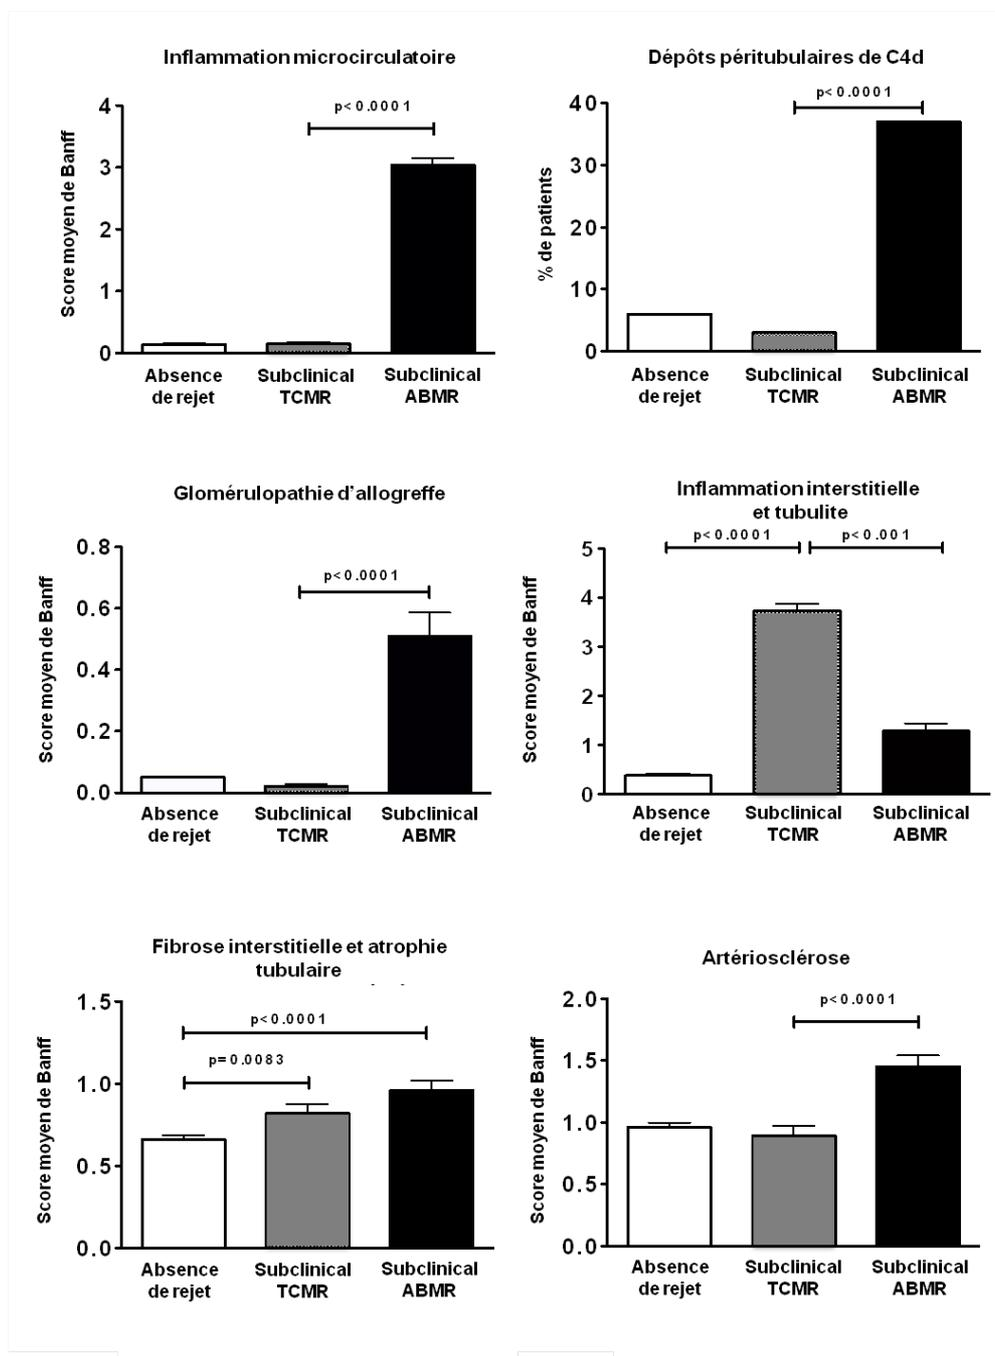 Inflammation microcirculatoire
p<0.0001
Score moyen de Banff
4
3
2
1
0
Absence
de rejet
Subclinical
TCMR
Subclinical
ABMR
Dépôts péritubulaires de C4d
p<0.0001
% de patients
40
30
20
10
0
Absence
de rejet
Subclinical
TCMR
Subclinical
ABMR
Glomérulopathie d'allogreffe
p<0.0001
Score moyen de Banff
0.8
0.6
0.4
0.2
0.0
Absence
de rejet
Subclinical
TCMR
Subclinical
ABMR
Inflammation interstitielle
et tubulite
p<0.0001
p<0.001
Score moyen de Banff
5
4
3
2
1
0
Absence
de rejet
Subclinical
TCMR
Subclinical
ABMR
Fibrose interstitielle et atrophie
tubulaire
p<0.0001
p=0.0083
Score moyen de Banff
1.5
1.0
0.5
0.0
Absence
de rejet
Subclinical
TCMR
Subclinical
ABMR
Artériosclérose
p<0.0001
Score moyen de Banff
2.0
1.5
1.0
0.5
0.0
Absence
de rejet
Subclinical
TCMR
Subclinical
ABMR